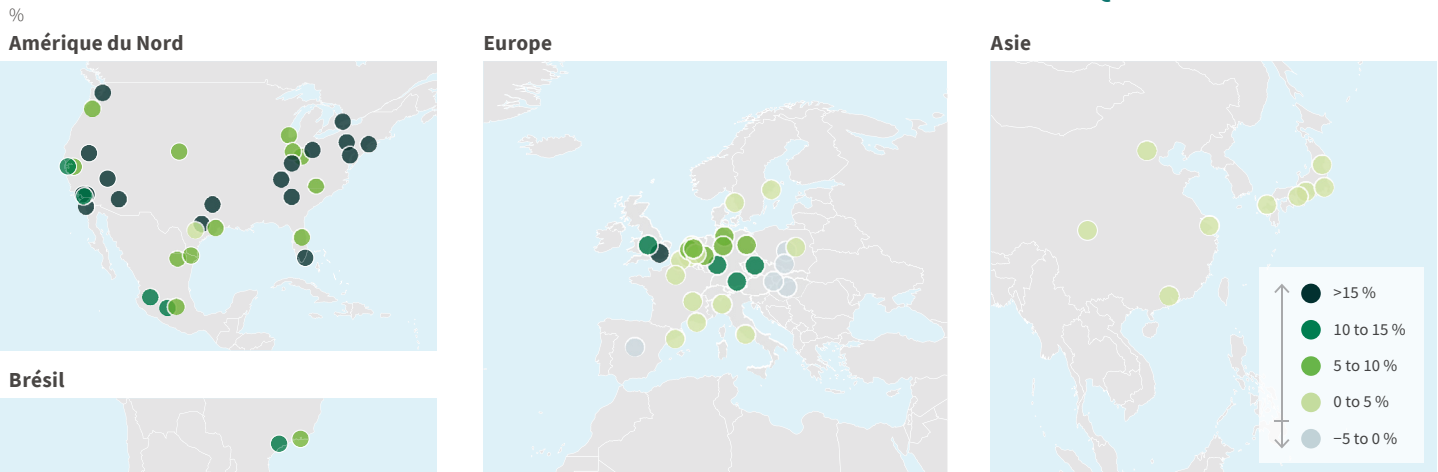 %
Amérique du Nord
Europe
Asie
>15 %
10 to 15 %
5 to 10 %
0 to 5 %
−5 to 0 %
Brésil